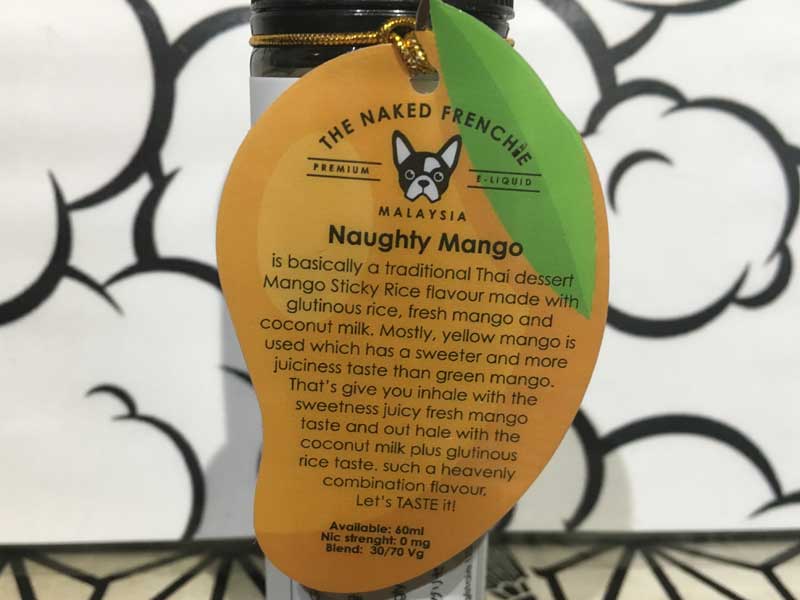 THE NAKED FRENCHIE
PREMIUM E-LIQUID
MALAYSIA
Naughty Mango
is basically a traditional Thai dessert
Mango Sticky Rice flavour made with
glutinous rice, fresh mango and
coconut milk. Mostly, yellow mango is
used which has a sweeter and more
juiciness taste than green mango.
That's give you inhale with the
sweetness juicy fresh mango
taste and out hale with the
coconut milk plus glutinous
rice taste. such a heavenly
combination flavour,
Let's TASTE it!
Available: 60ml
Nic strenght: 0 mg
Blend: 30/70 Vg